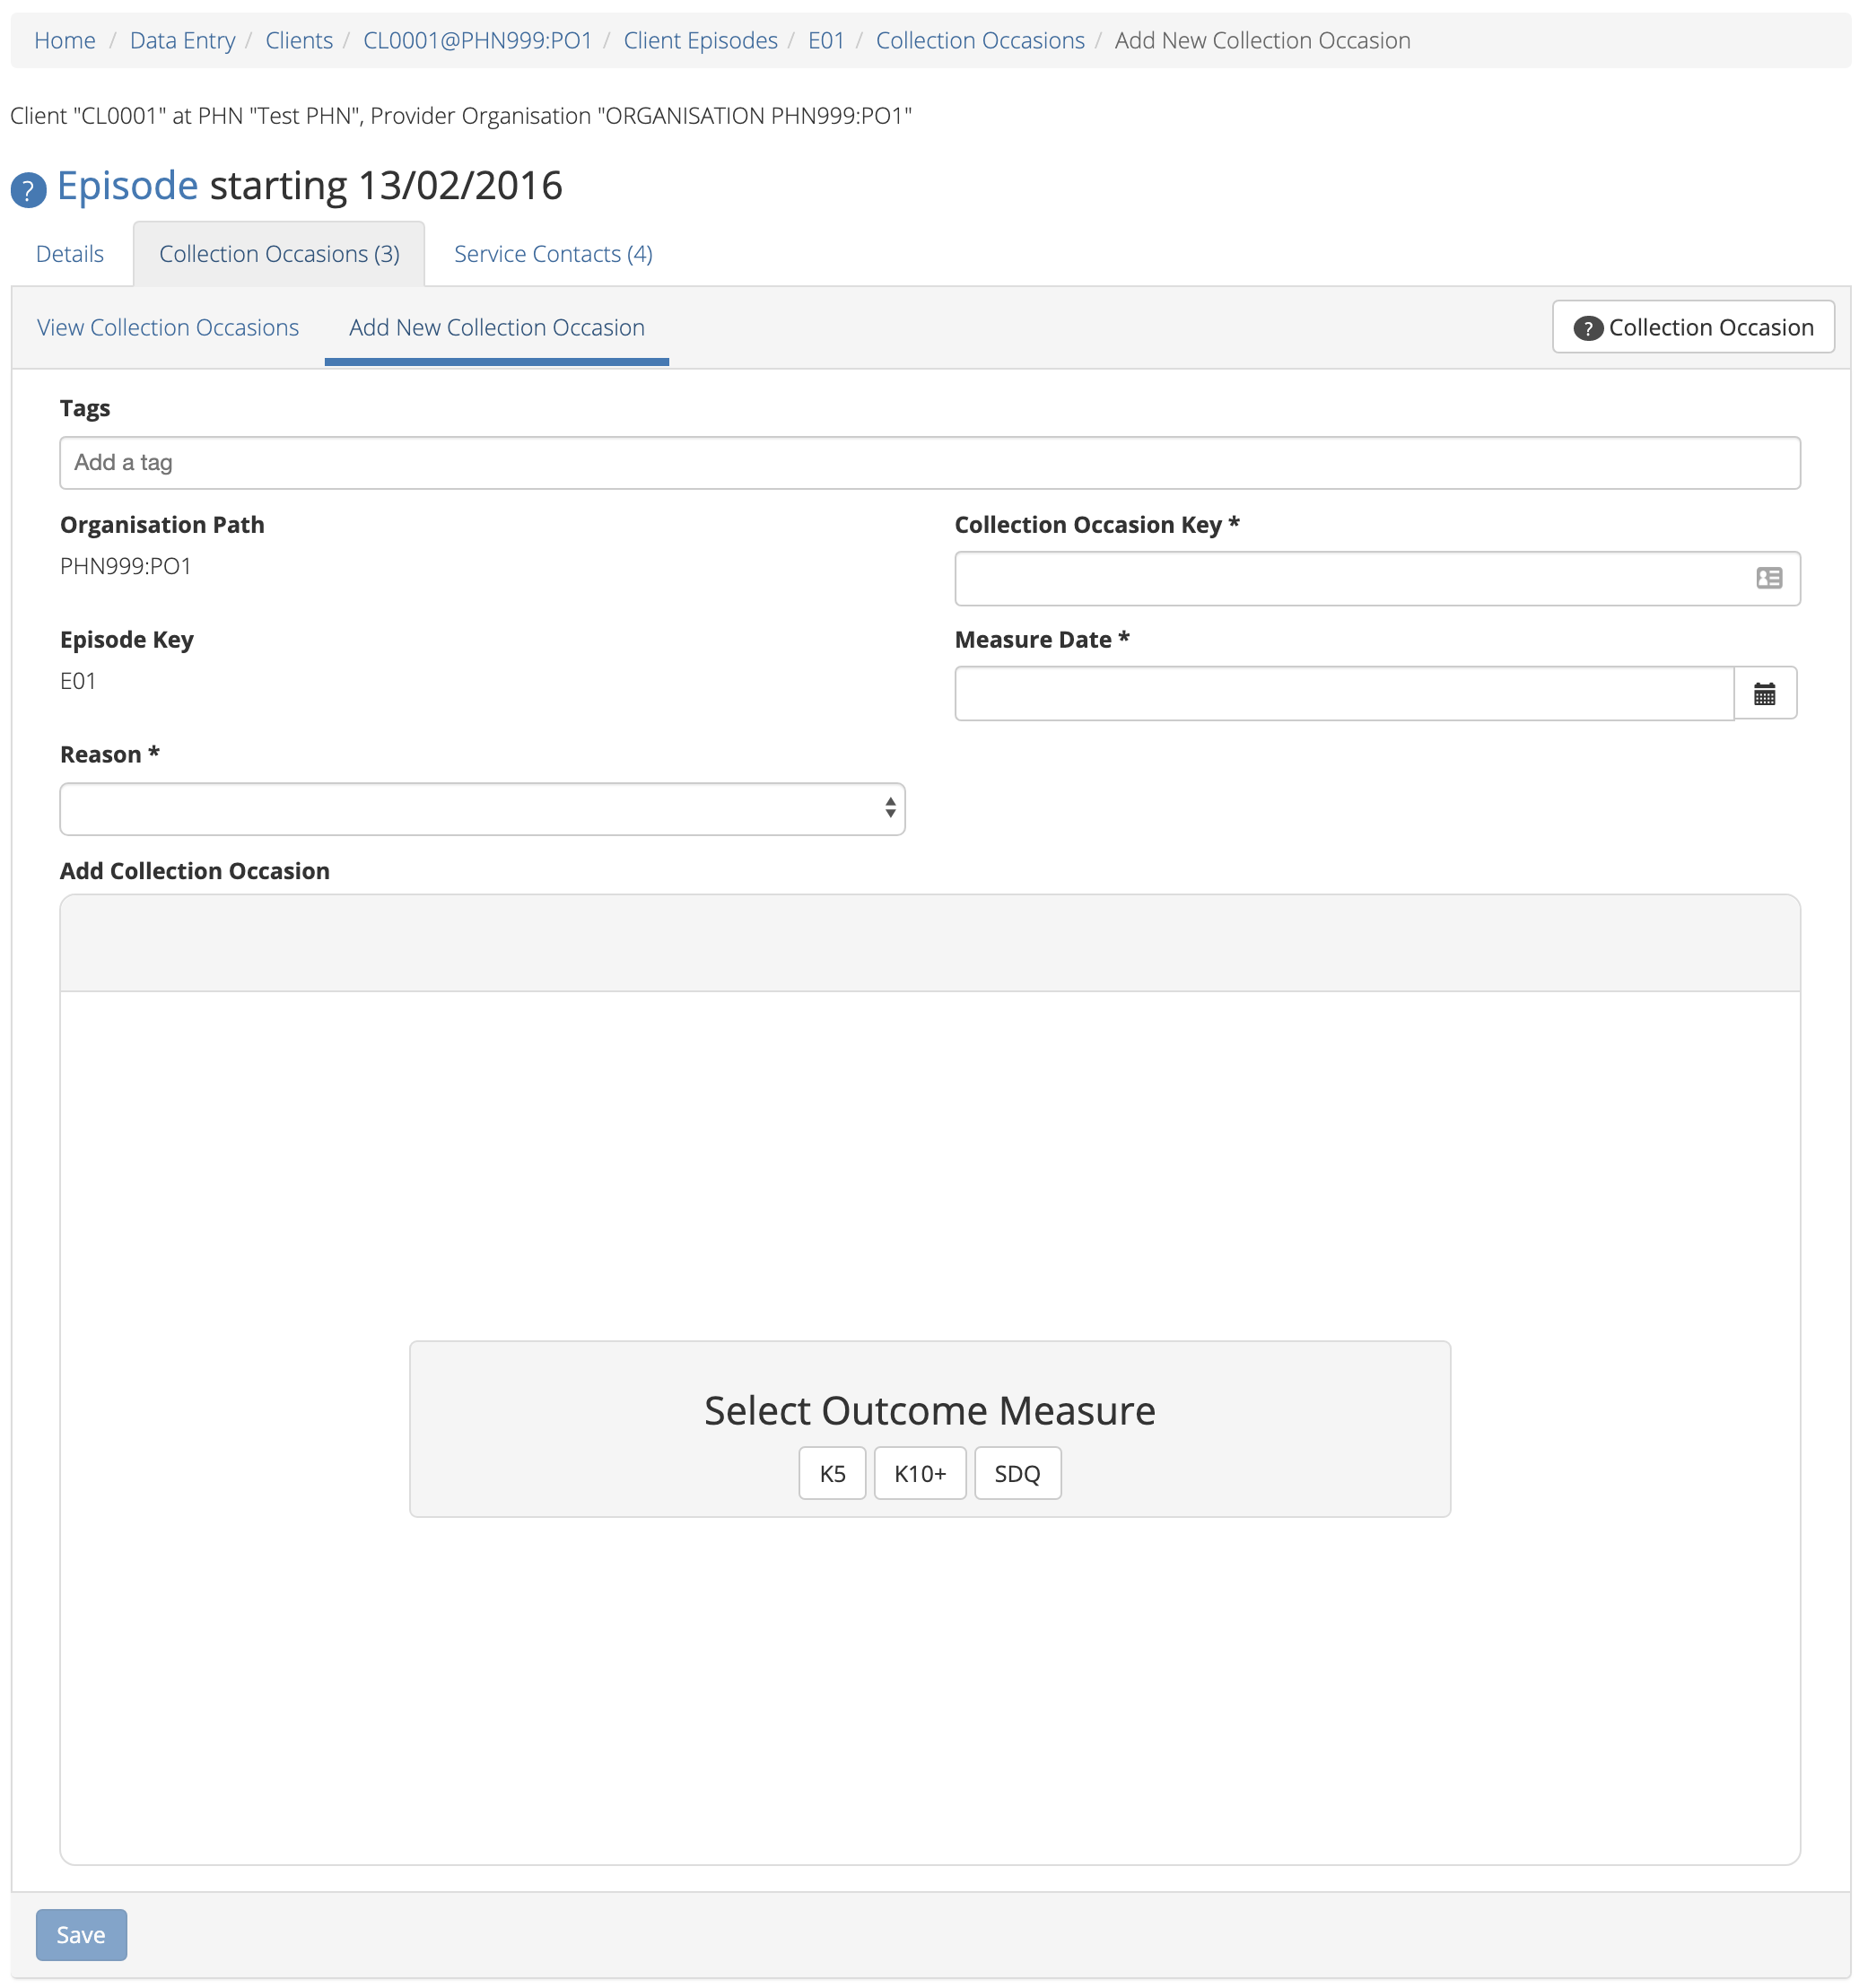 Home / Data Entry / Clients / CL0001@PHN999:PO1 / Client Episodes / E01 / Collection Occasions / Add New Collection Occasion
Client "CL0001" at PHN "Test PHN", Provider Organisation "ORGANISATION PHN999:PO1"
? Episode starting 13/02/2016
Details Collection Occasions (3) Service Contacts (4)
View Collection Occasions Add New Collection Occasion ? Collection Occasion
Tags
Add a tag
Organisation Path Collection Occasion Key *
PHN999:PO1
Episode Key Measure Date *
E01
Reason *
Add Collection Occasion
Select Outcome Measure
K5 K10+ SDQ
Save